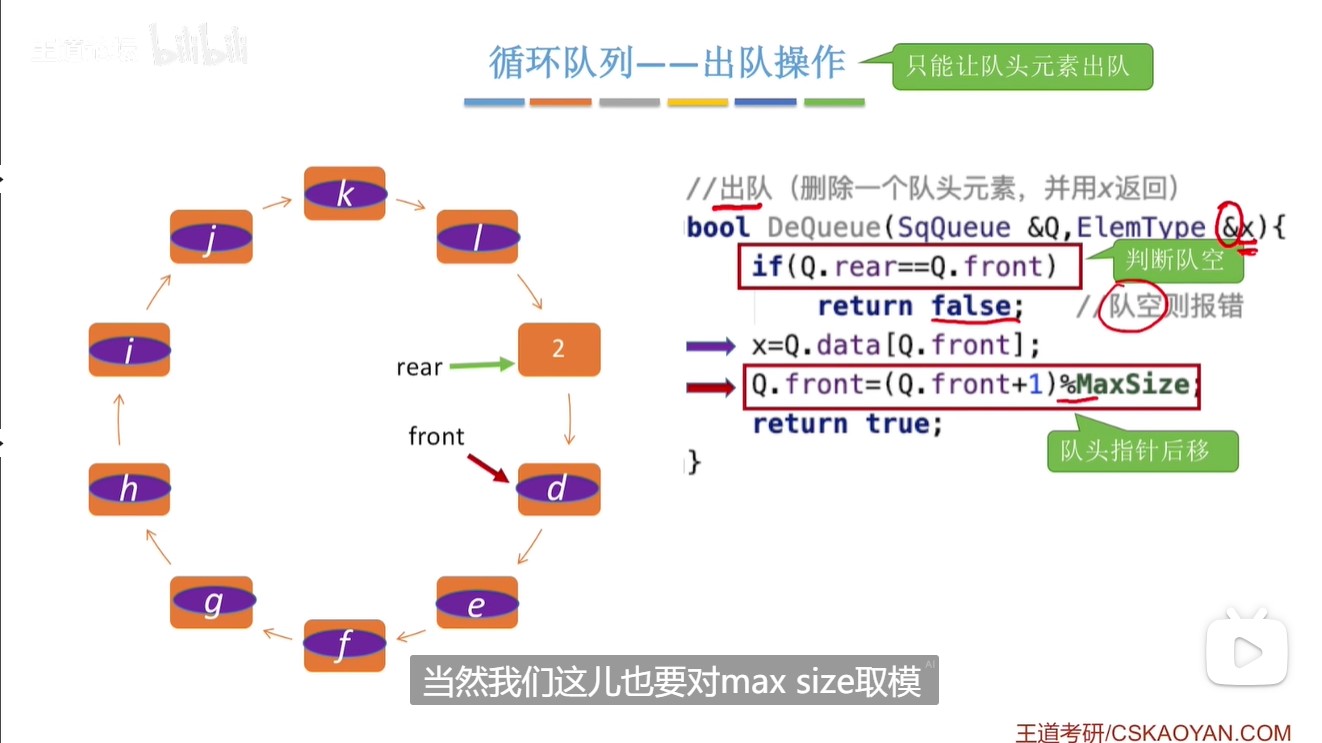 王道论坛 bilibili
循环队列——出队操作
只能让队头元素出队
//出队（删除一个队头元素，并用x返回）
bool DeQueue(SqQueue &Q,ElemType &x){
if(Q.rear==Q.front)
判断队空
return false; //队空则报错
x=Q.data[Q.front];
Q.front=(Q.front+1)%MaxSize;
return true;
队头指针后移
}
k
j
l
i
2
rear
front
h
d
g
e
f
当然我们这儿也要对max size取模
AI
王道考研/CSKAOYAN.COM